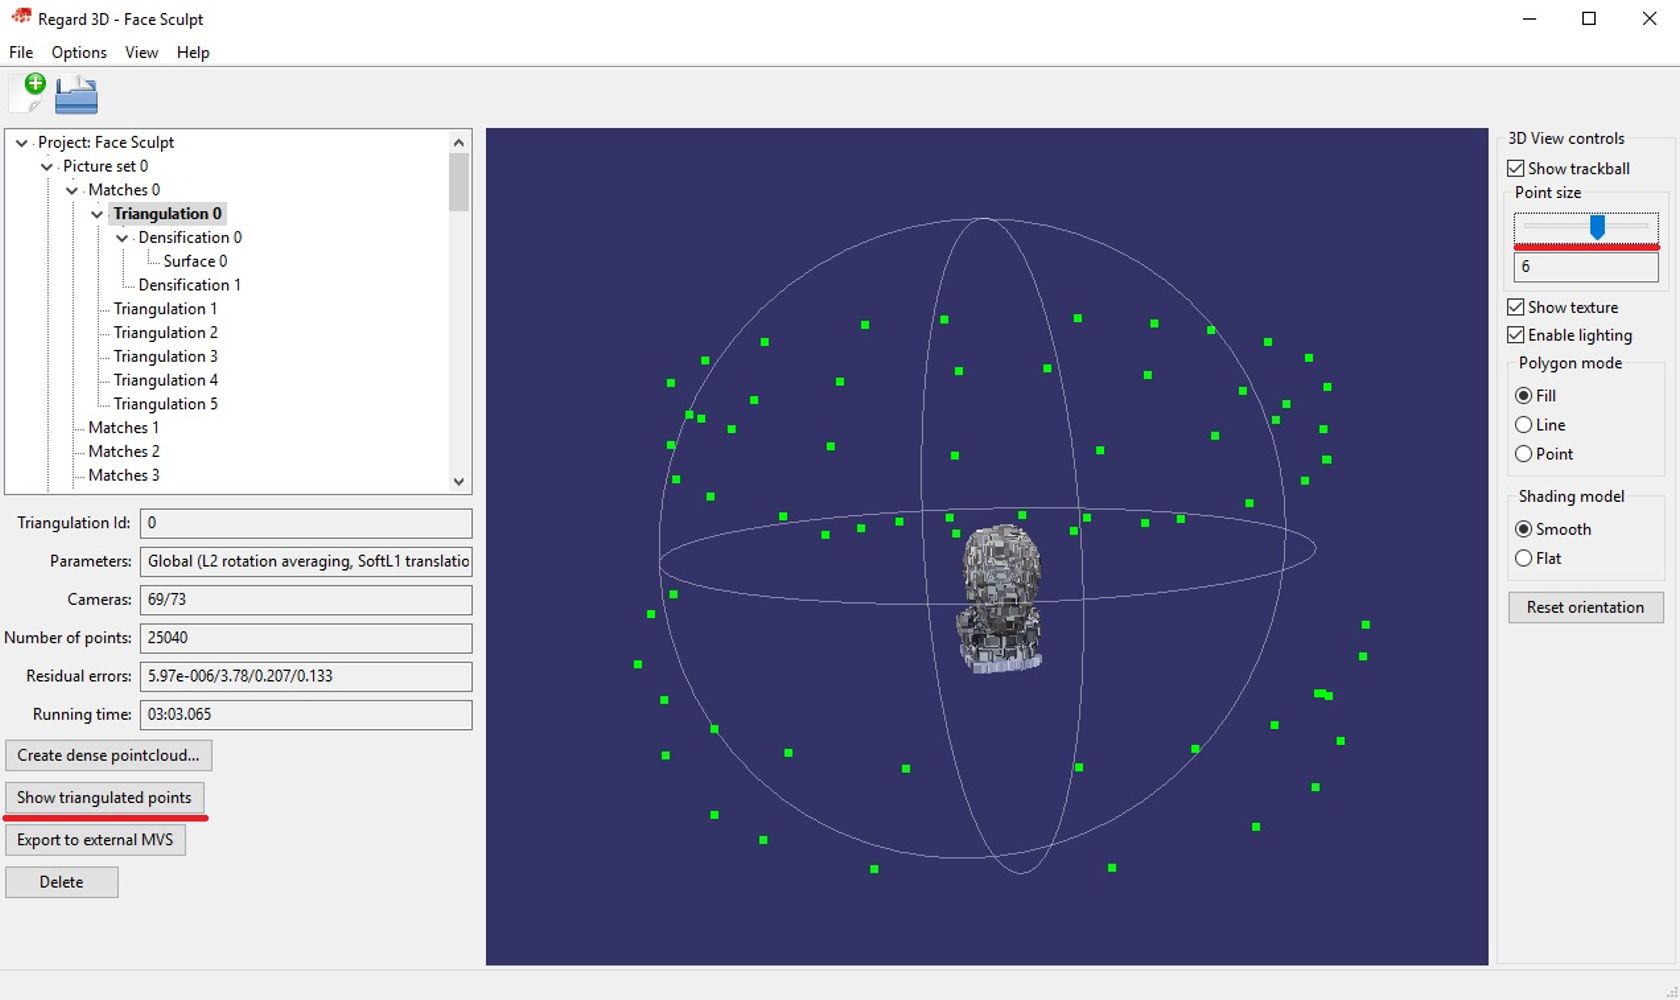 Regard 3D - Face Sculpt
File Options View Help
Project: Face Sculpt
Picture set 0
Matches 0
Triangulation 0
Densification 0
Surface 0
Densification 1
Triangulation 1
Triangulation 2
Triangulation 3
Triangulation 4
Triangulation 5
Matches 1
Matches 2
Matches 3
Triangulation Id: 0
Parameters: Global (L2 rotation averaging, SoftL1 translatio
Cameras: 69/73
Number of points: 25040
Residual errors: 5.97e-006/3.78/0.207/0.133
Running time: 03:03.065
Create dense pointcloud...
Show triangulated points
Export to external MVS
Delete
3D View controls
Show trackball
Point size
6
Show texture
Enable lighting
Polygon mode
Fill
Line
Point
Shading model
Smooth
Flat
Reset orientation